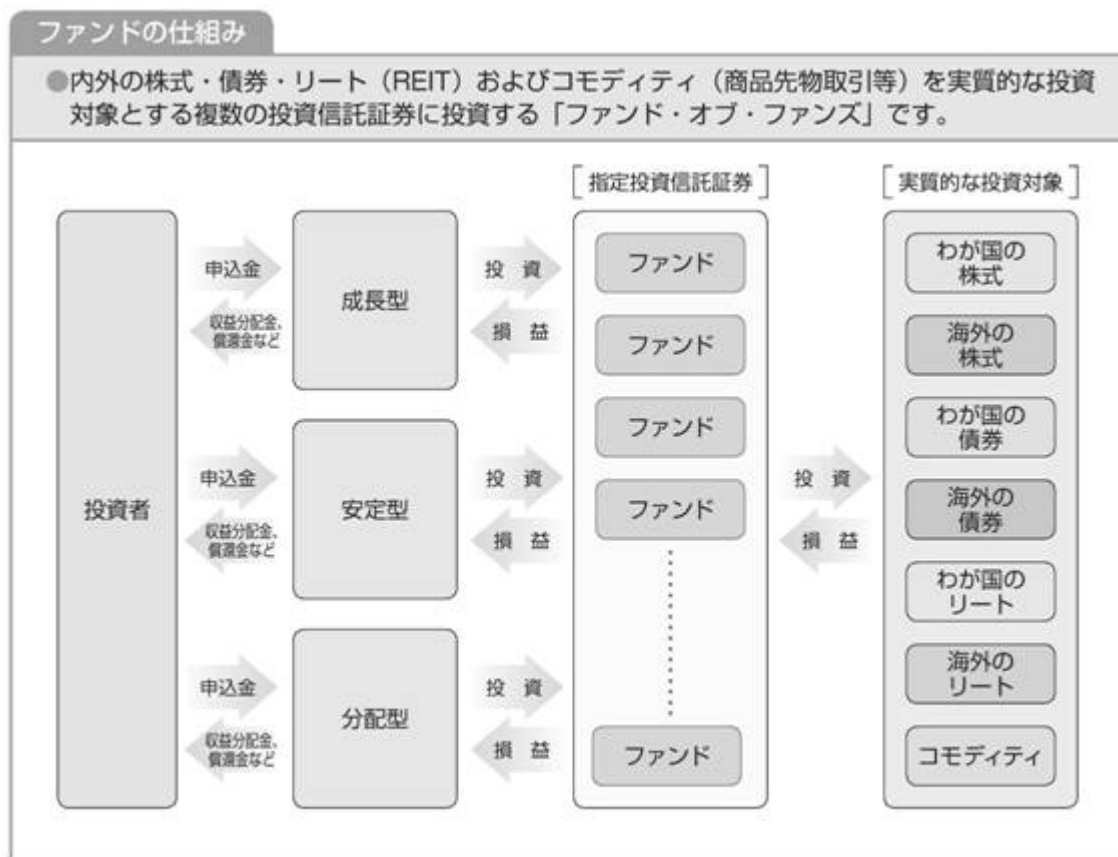 ファンドの仕組み
●内外の株式・債券・リート（REIT）およびコモディティ（商品先物取引等）を実質的な投資
対象とする複数の投資信託証券に投資する「ファンド・オブ・ファンズ」です。
［指定投資信託証券］
［実質的な投資対象］
投資者
申込金
収益分配金、
償還金など
成長型
投 資
損 益
申込金
収益分配金、
償還金など
安定型
投 資
損 益
申込金
収益分配金、
償還金など
分配型
投 資
損 益
ファンド
ファンド
ファンド
ファンド
ファンド
投 資
損 益
わが国の
株式
海外の
株式
わが国の
債券
海外の
債券
わが国の
リート
海外の
リート
コモディティ